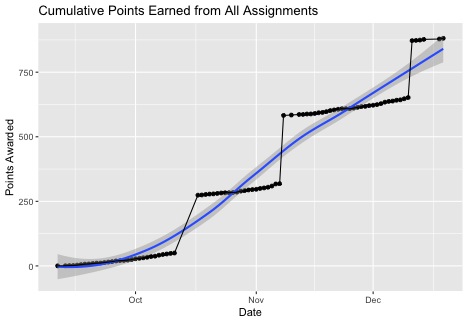 Cumulative Points Earned from All Assignments
Points Awarded
750
500
250
0
Oct
Nov
Dec
Date